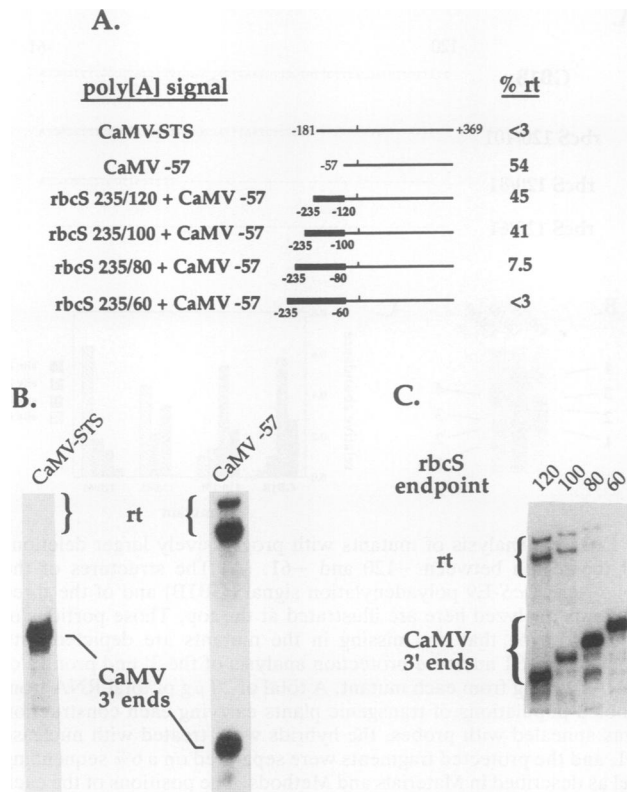 A.
poly[A] signal % rt
CaMV-STS -181 +369 <3
CaMV -57 -57 54
rbcS 235/120 + CaMV -57 45
-235 -120
rbcS 235/100 + CaMV -57 41
-235 -100
rbcS 235/80 + CaMV -57 7.5
-235 -80
rbcS 235/60 + CaMV -57 <3
-235 -60
B.
CaMV-STS
CaMV -57
rt
CaMV
3' ends
C.
rbcS
endpoint
120 100 80 60
rt
CaMV
3' ends